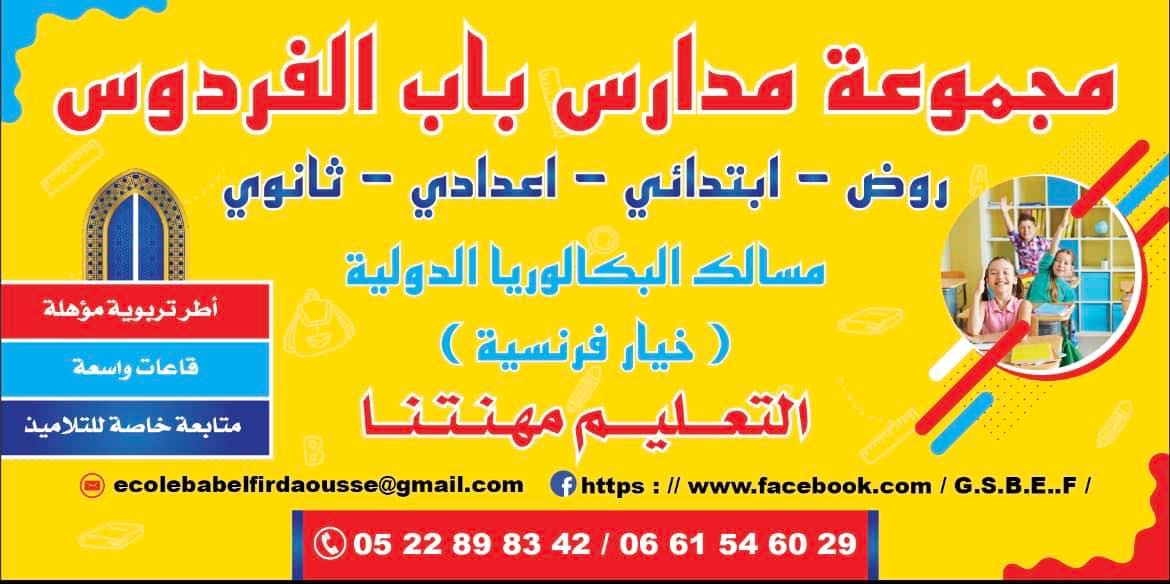 مجموعة مدارس باب الفردوس
روض - ابتدائي - اعدادي - ثانوي
مسالك البكالوريا الدولية
( خيار فرنسية )
التعليم مهنتنا
أطر تربوية مؤهلة
قاعات واسعة
متابعة خاصة للتلاميذ
ecolebabelfirdaousse@gmail.com
https : // www.facebook.com / G.S.B.E..F /
05 22 89 83 42 / 06 61 54 60 29